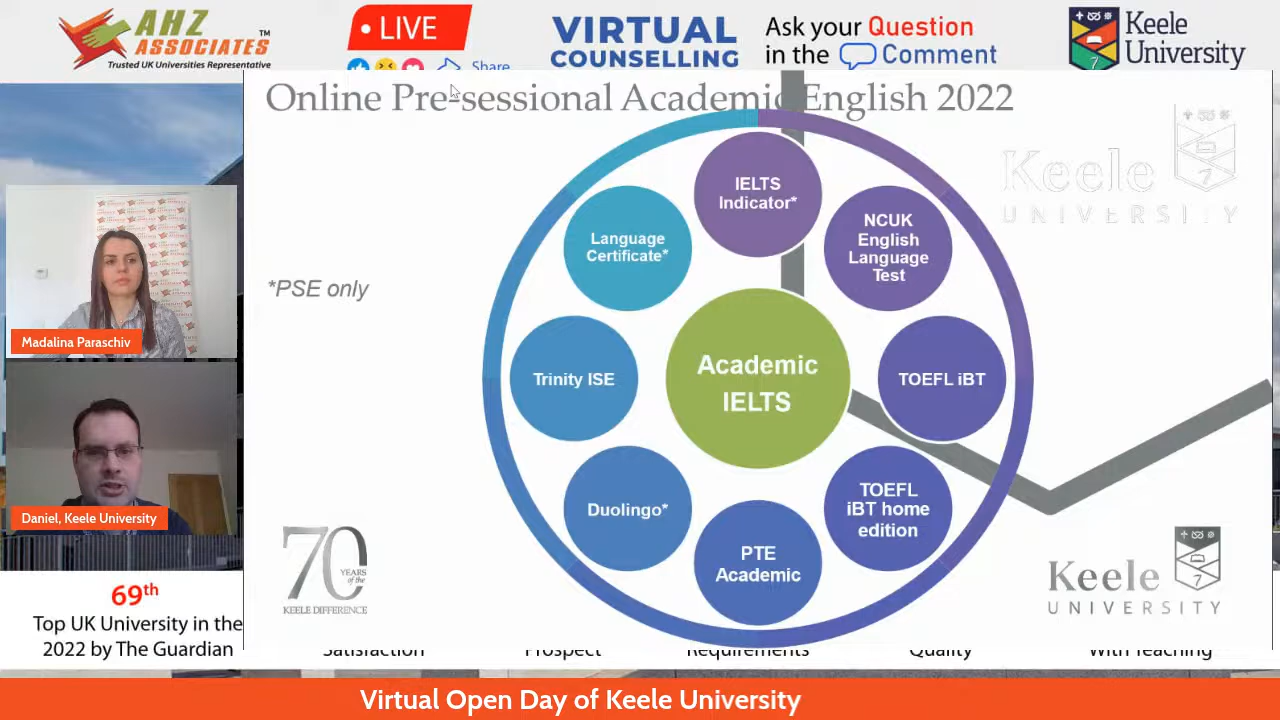 AHZ
ASSOCIATES
TM
Trusted UK Universities Representative
LIVE
Share
VIRTUAL
COUNSELLING
Ask your Question
in the Comment
Keele
University
Online Pre-sessional Academic English 2022
Keele
UNIVERSITY
IELTS
Indicator*
NCUK
English
Language
Test
Language
Certificate*
*PSE only
Academic
IELTS
Trinity ISE
TOEFL iBT
Duolingo*
TOEFL
iBT home
edition
PTE
Academic
Madalina Paraschiv
Daniel, Keele University
70
YEARS
of the
KEELE DIFFERENCE
Keele
UNIVERSITY
69th
Top UK University in the
2022 by The Guardian
Satisfaction
Prospect
Requirements
Quality
With Teaching
Virtual Open Day of Keele University